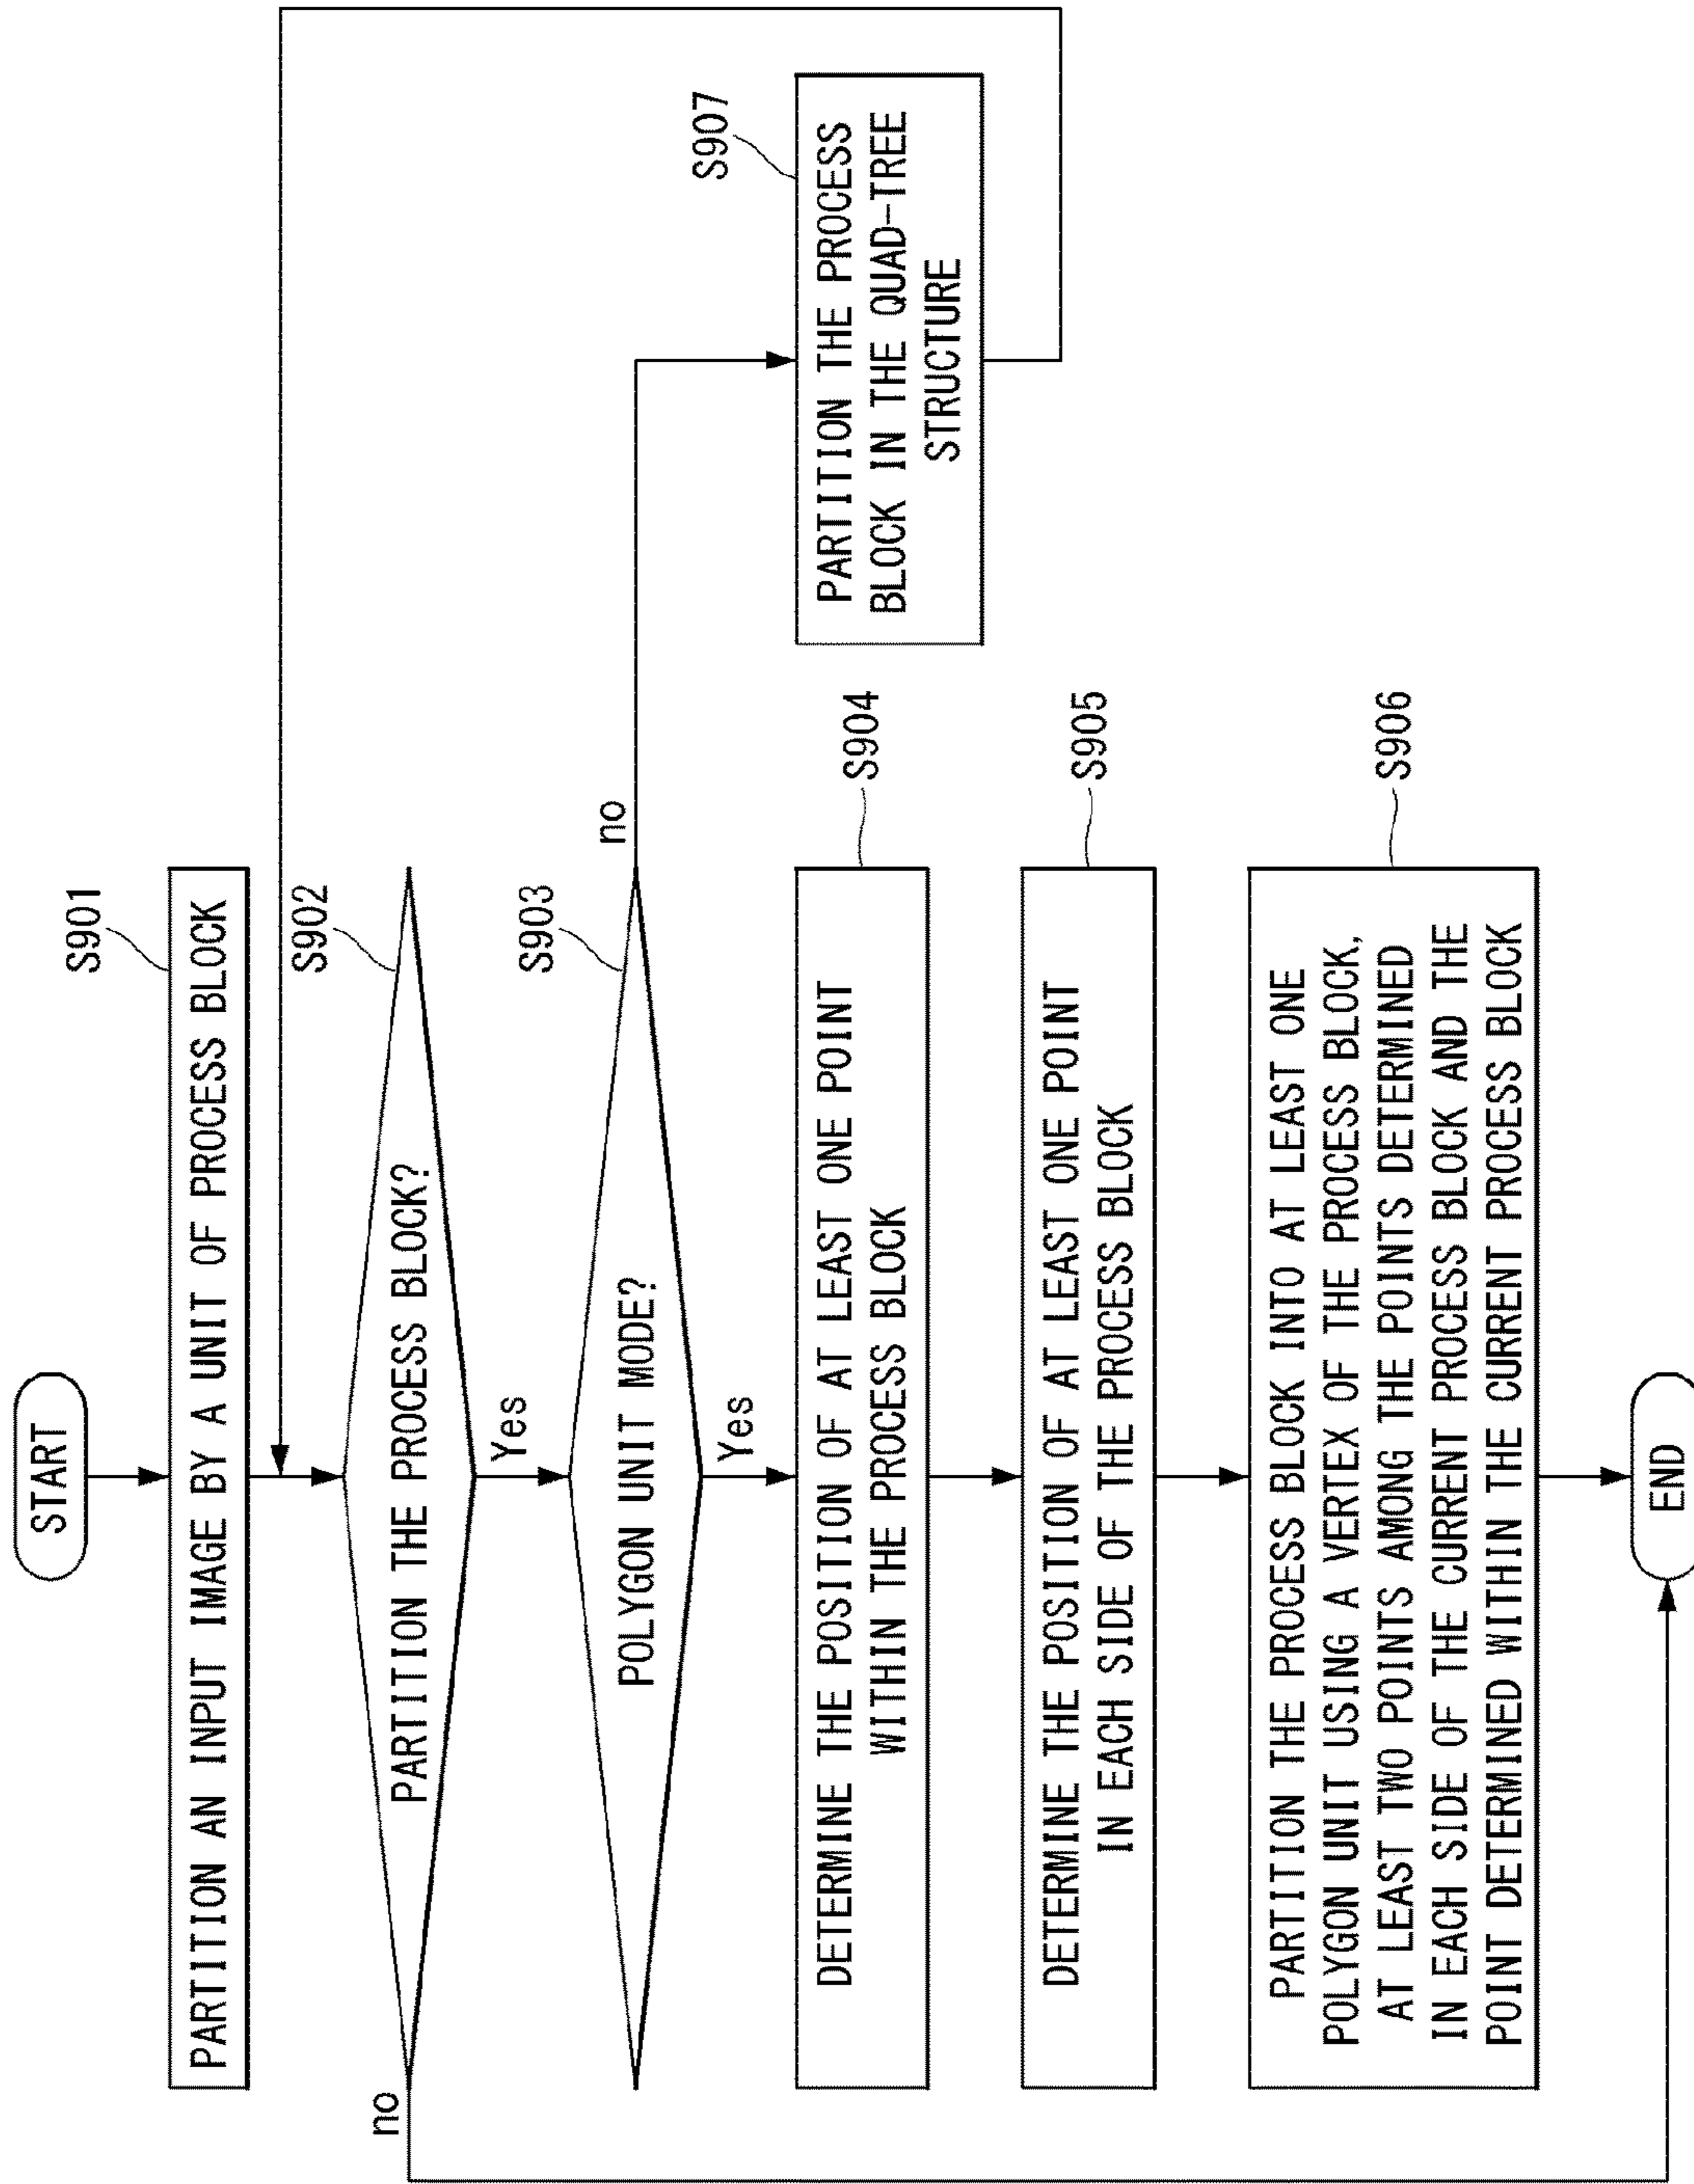 START
S901
PARTITION AN INPUT IMAGE BY A UNIT OF PROCESS BLOCK
S902
PARTITION THE PROCESS BLOCK?
no
Yes
S903
POLYGON UNIT MODE?
no
Yes
S907
PARTITION THE PROCESS
BLOCK IN THE QUAD-TREE
STRUCTURE
S904
DETERMINE THE POSITION OF AT LEAST ONE POINT
WITHIN THE PROCESS BLOCK
S905
DETERMINE THE POSITION OF AT LEAST ONE POINT
IN EACH SIDE OF THE PROCESS BLOCK
S906
PARTITION THE PROCESS BLOCK INTO AT LEAST ONE
POLYGON UNIT USING A VERTEX OF THE PROCESS BLOCK,
AT LEAST TWO POINTS AMONG THE POINTS DETERMINED
IN EACH SIDE OF THE CURRENT PROCESS BLOCK AND THE
POINT DETERMINED WITHIN THE CURRENT PROCESS BLOCK
END